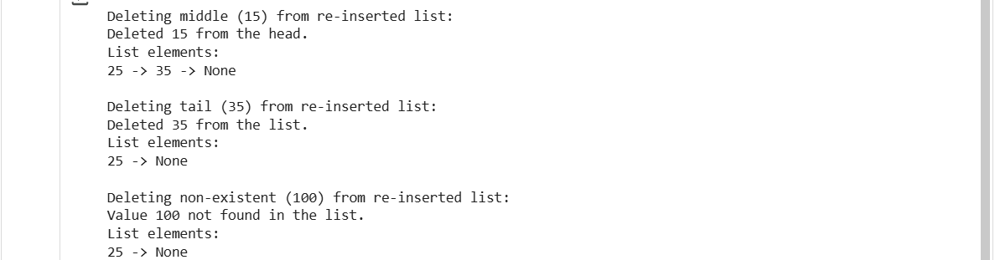 Deleting middle (15) from re-inserted list:
Deleted 15 from the head.
List elements:
25 -> 35 -> None
Deleting tail (35) from re-inserted list:
Deleted 35 from the list.
List elements:
25 -> None
Deleting non-existent (100) from re-inserted list:
Value 100 not found in the list.
List elements:
25 -> None